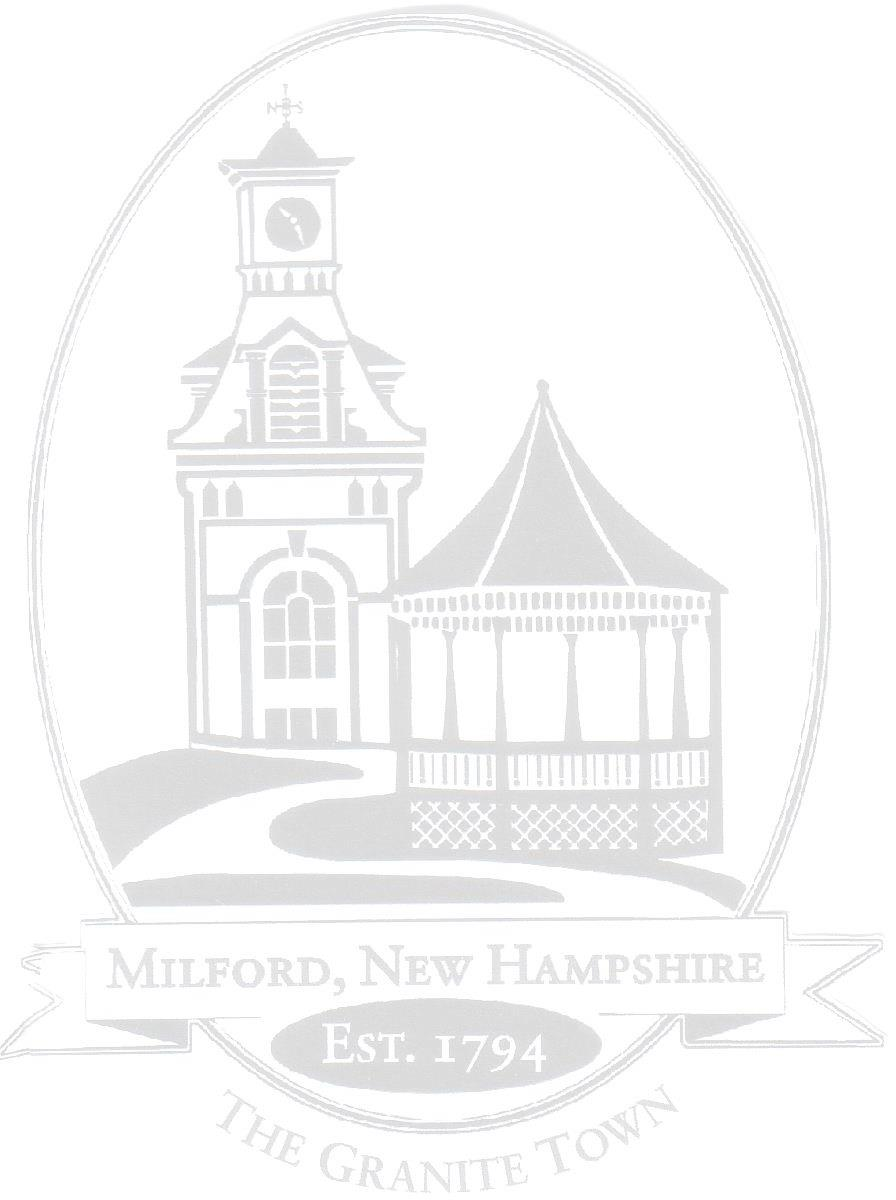 N S
MILFORD, NEW HAMPSHIRE
EST. 1794
THE GRANITE TOWN